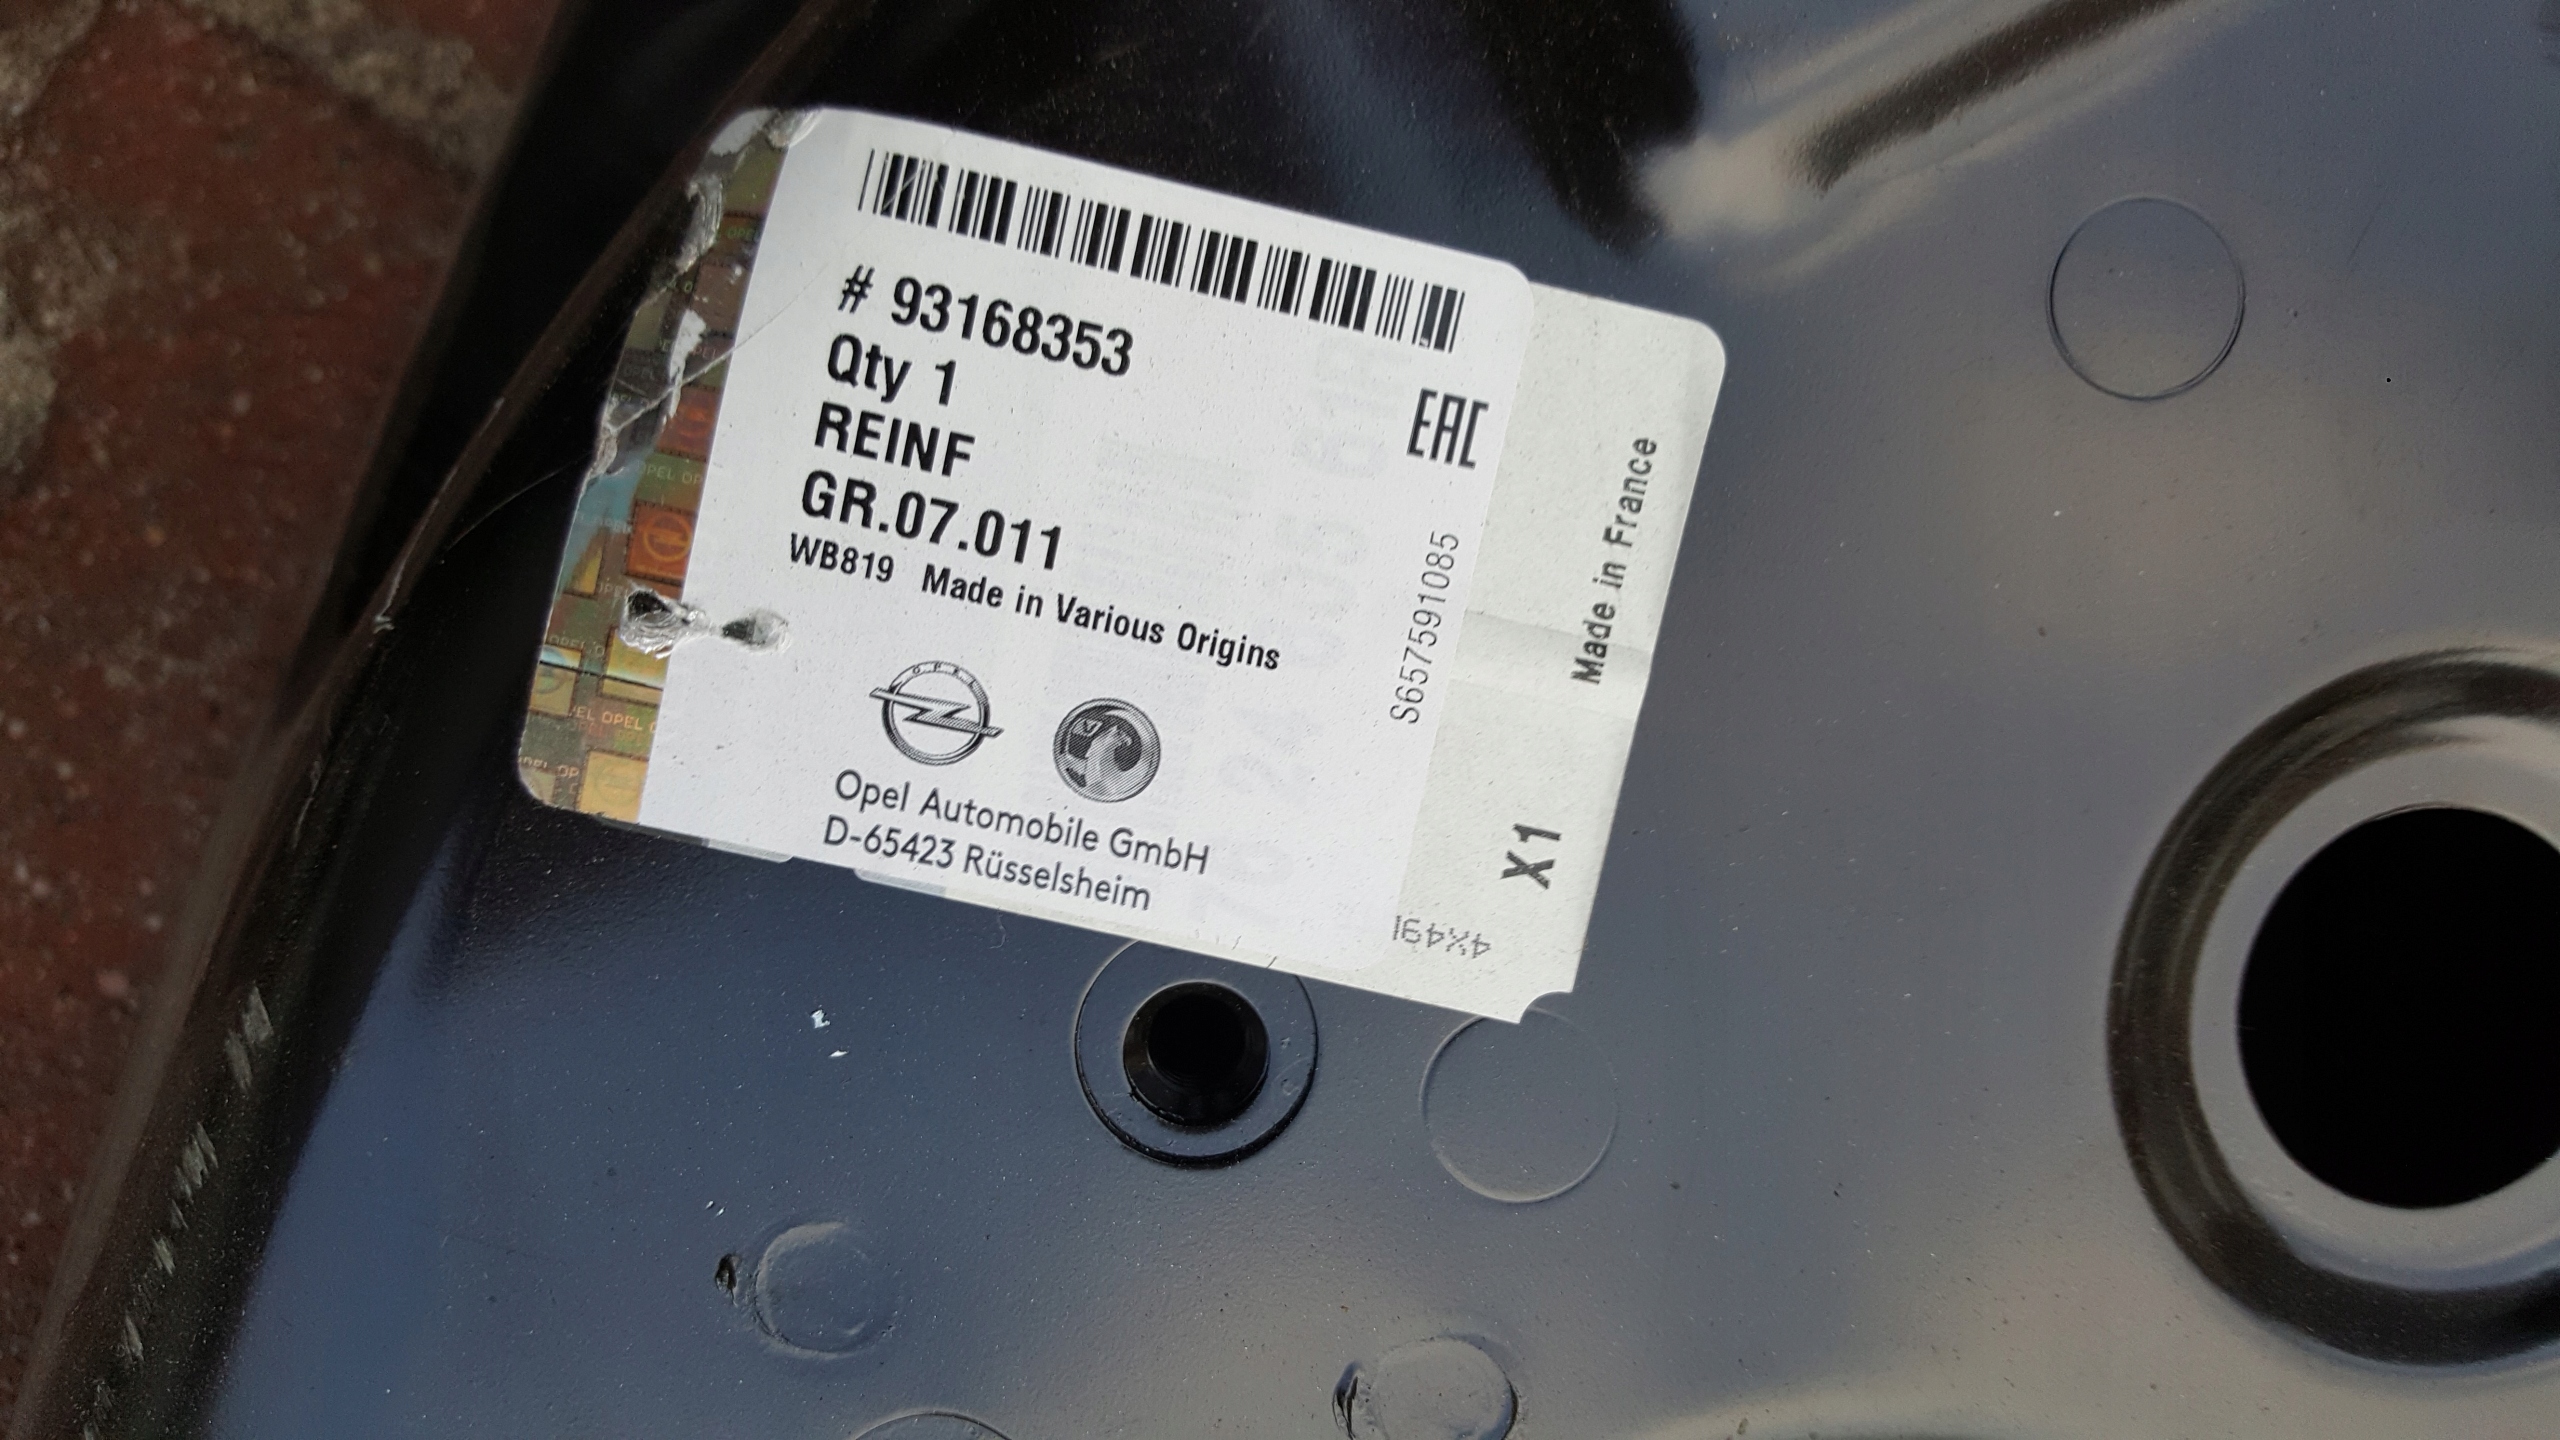 # 93168353
Qty 1
REINF
GR.07.011
WB819 Made in Various Origins
EAC
S657591085
OPEL
Opel Automobile GmbH
D-65423 Rüsselsheim
Made in France
X1